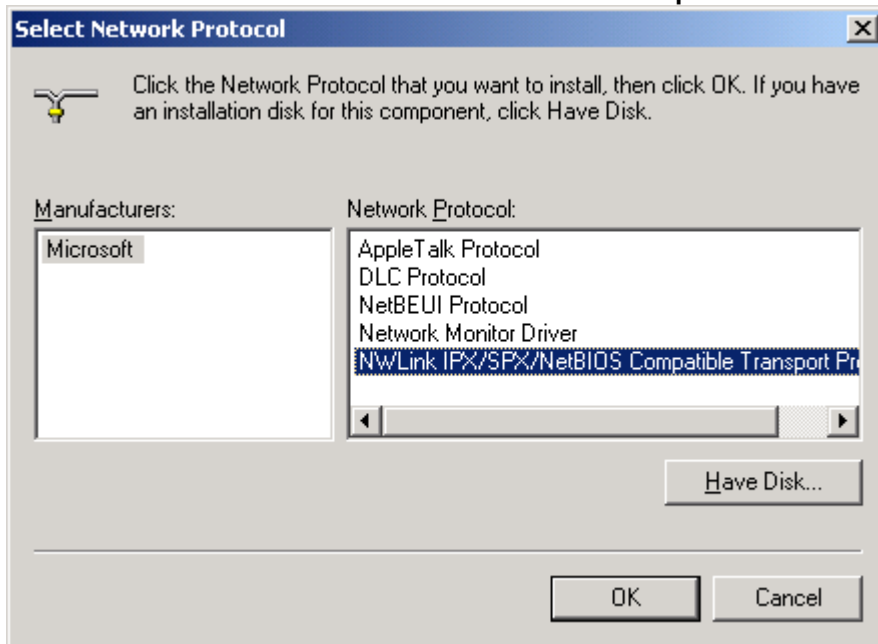 Select Network Protocol
Click the Network Protocol that you want to install, then click OK. If you have
an installation disk for this component, click Have Disk.
Manufacturers:
Network Protocol:
Microsoft
AppleTalk Protocol
DLC Protocol
NetBEUI Protocol
Network Monitor Driver
NWLink IPX/SPX/NetBIOS Compatible Transport Pr
Have Disk...
OK
Cancel